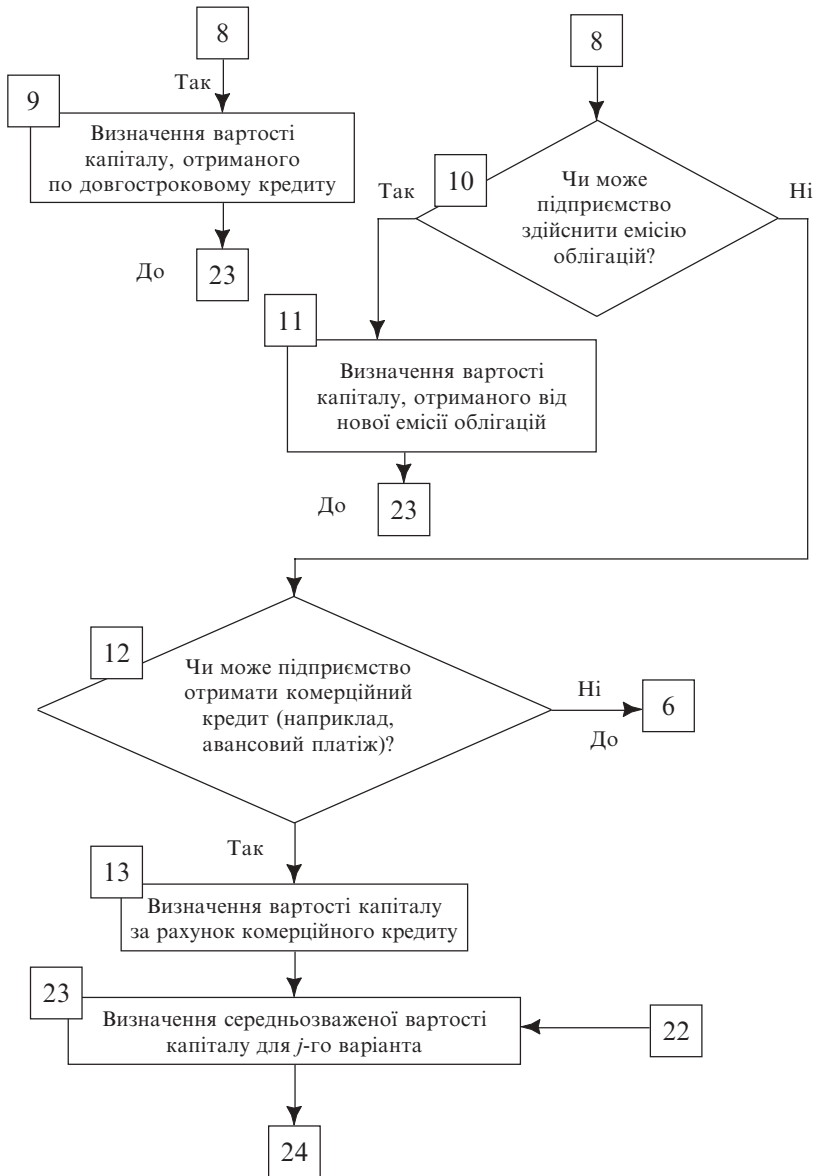 8
8
Так
9
Визначення вартості
капіталу, отриманого
по довгостроковому кредиту
До
23
10
Так
Ні
Чи може
підприємство
здійснити емісію
облігацій?
11
Визначення вартості
капіталу, отриманого від
нової емісії облігацій
До
23
12
Чи може підприємство
отримати комерційний
кредит (наприклад,
авансовий платіж)?
Ні
6
До
Так
13
Визначення вартості капіталу
за рахунок комерційного кредиту
23
Визначення середньозваженої вартості
капіталу для j-го варіанта
22
24